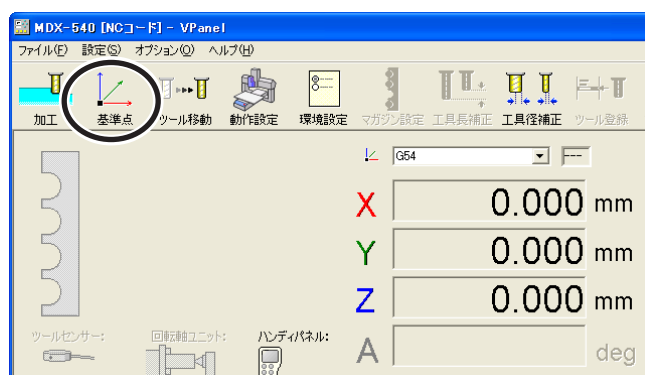 MDX-540 [NCコード] - VPanel
ファイル(F) 設定(S) オプション(O) ヘルプ(H)
加工 基準点 ツール移動 動作設定 環境設定 マガジン設定 工具長補正 工具径補正 ツール登録
G54
X 0.000 mm
Y 0.000 mm
Z 0.000 mm
ツールセンサー: 回転軸ユニット: ハンディパネル:
A deg